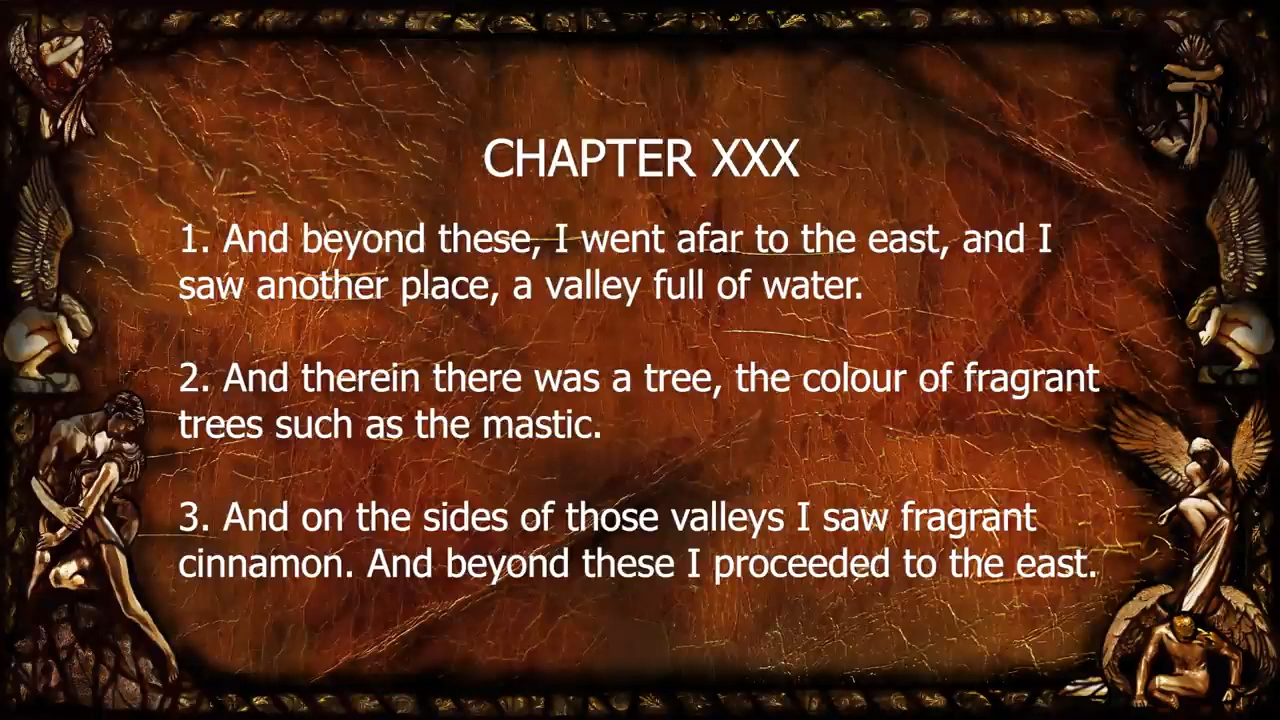 CHAPTER XXX
1. And beyond these, I went afar to the east, and I
saw another place, a valley full of water.
2. And therein there was a tree, the colour of fragrant
trees such as the mastic.
3. And on the sides of those valleys I saw fragrant
cinnamon. And beyond these I proceeded to the east.